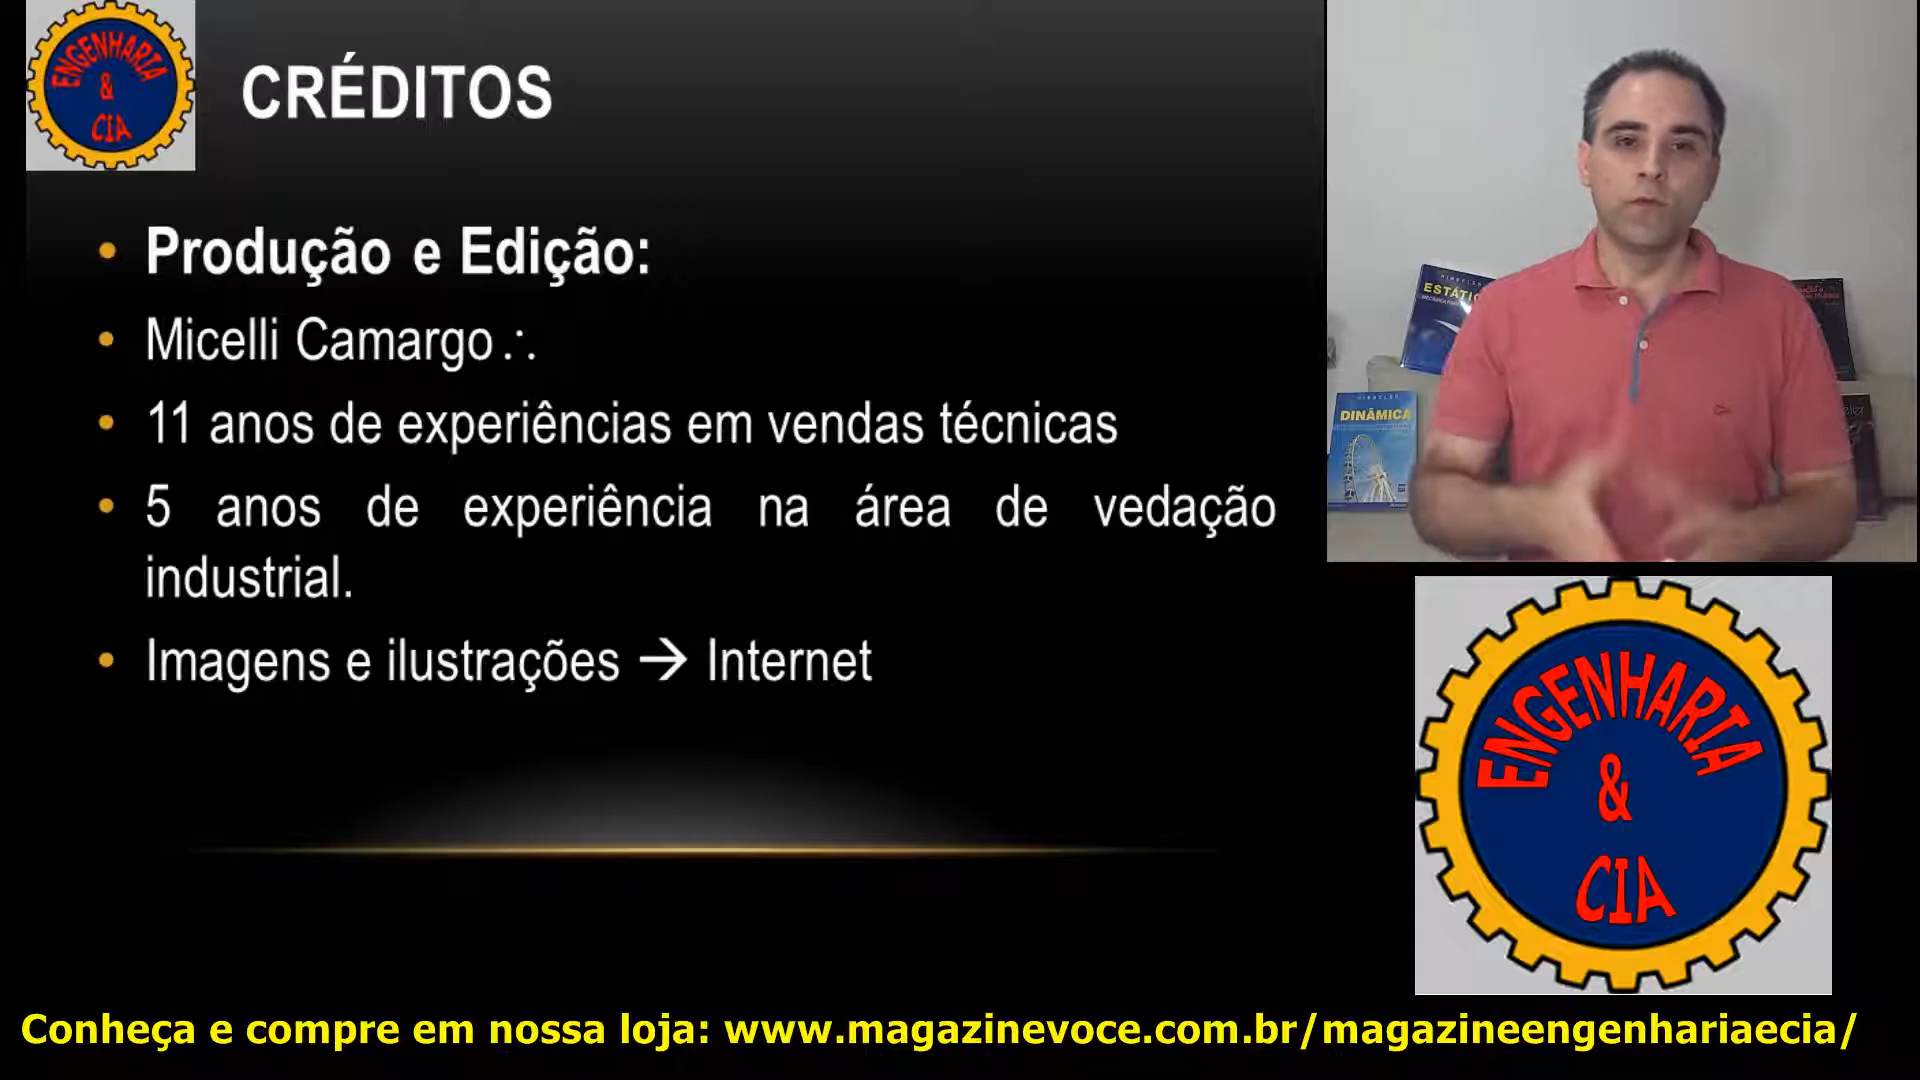 ENGENHARIA
&
CIA
CRÉDITOS
• Produção e Edição:
• Micelli Camargo ∴
• 11 anos de experiências em vendas técnicas
• 5 anos de experiência na área de vedação
industrial.
• Imagens e ilustrações → Internet
HIBBELER
DINÂMICA
ENGENHARIA
&
CIA
Conheça e compre em nossa loja: www.magazinevoce.com.br/magazineengenhariaecia/